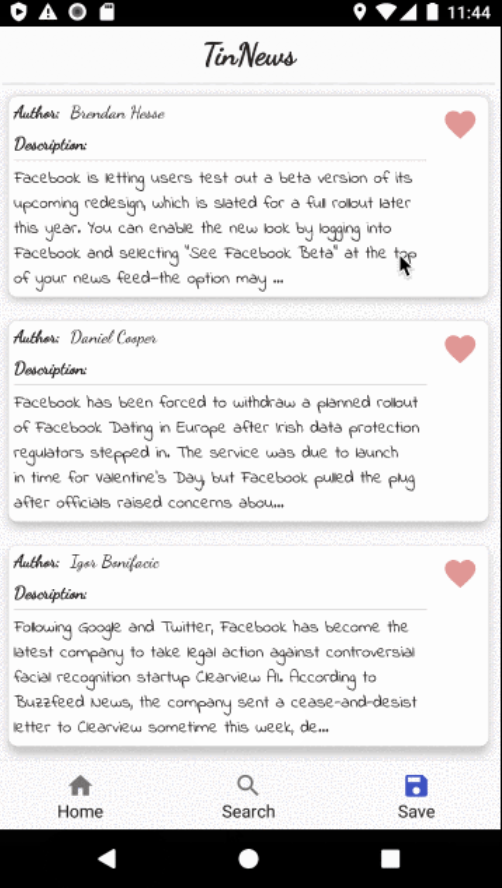 11:44
TinNews
Author: Brendan Hesse
Description:
Facebook is letting users test out a beta version of its
upcoming redesign, which is slated for a full rollout later
this year. You can enable the new look by logging into
Facebook and selecting "See Facebook Beta" at the top
of your news feed—the option may ...
Author: Daniel Cooper
Description:
Facebook has been forced to withdraw a planned rollout
of Facebook Dating in Europe after Irish data protection
regulators stepped in. The service was due to launch
in time for Valentine's Day, but Facebook pulled the plug
after officials raised concerns abou...
Author: Igor Bonifacic
Description:
Following Google and Twitter, Facebook has become the
latest company to take legal action against controversial
facial recognition startup Clearview AI. According to
Buzzfeed News, the company sent a cease-and-desist
letter to Clearview sometime this week, de...
Home
Search
Save